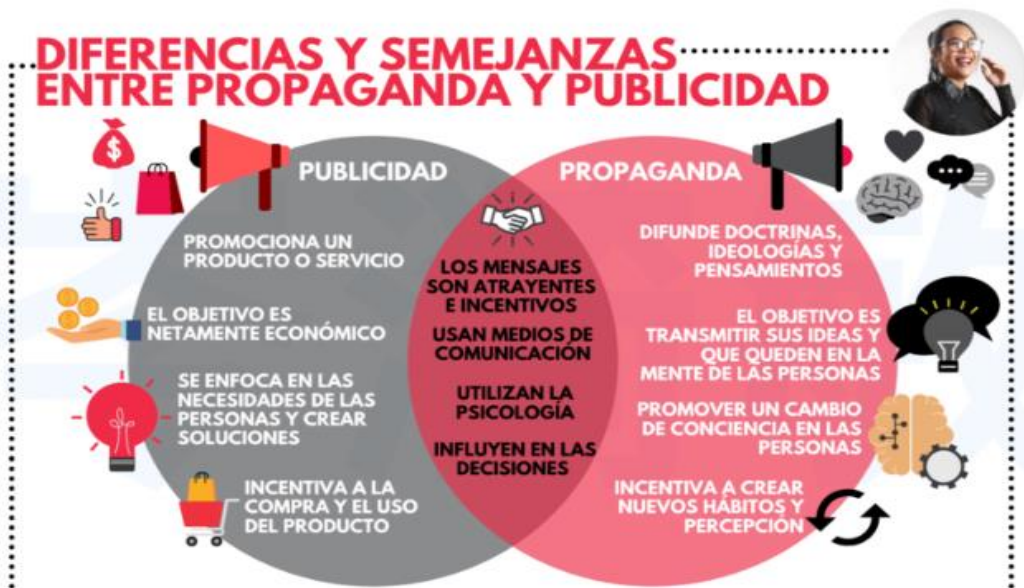 DIFERENCIAS Y SEMEJANZAS
ENTRE PROPAGANDA Y PUBLICIDAD
PUBLICIDAD
PROMOCIONA UN
PRODUCTO O SERVICIO
EL OBJETIVO ES
NETAMENTE ECONÓMICO
SE ENFOCA EN LAS
NECESIDADES DE LAS
PERSONAS Y CREAR
SOLUCIONES
INCENTIVA A LA
COMPRA Y EL USO
DEL PRODUCTO
LOS MENSAJES
SON ATRAYENTES
E INCENTIVOS
USAN MEDIOS DE
COMUNICACIÓN
UTILIZAN LA
PSICOLOGÍA
INFLUYEN EN LAS
DECISIONES
PROPAGANDA
DIFUNDE DOCTRINAS,
IDEOLOGÍAS Y
PENSAMIENTOS
EL OBJETIVO ES
TRANSMITIR SUS IDEAS Y
QUE QUEDEN EN LA
MENTE DE LAS PERSONAS
PROMOVER UN CAMBIO
DE CONCIENCIA EN LAS
PERSONAS
INCENTIVA A CREAR
NUEVOS HÁBITOS Y
PERCEPCIÓN
$